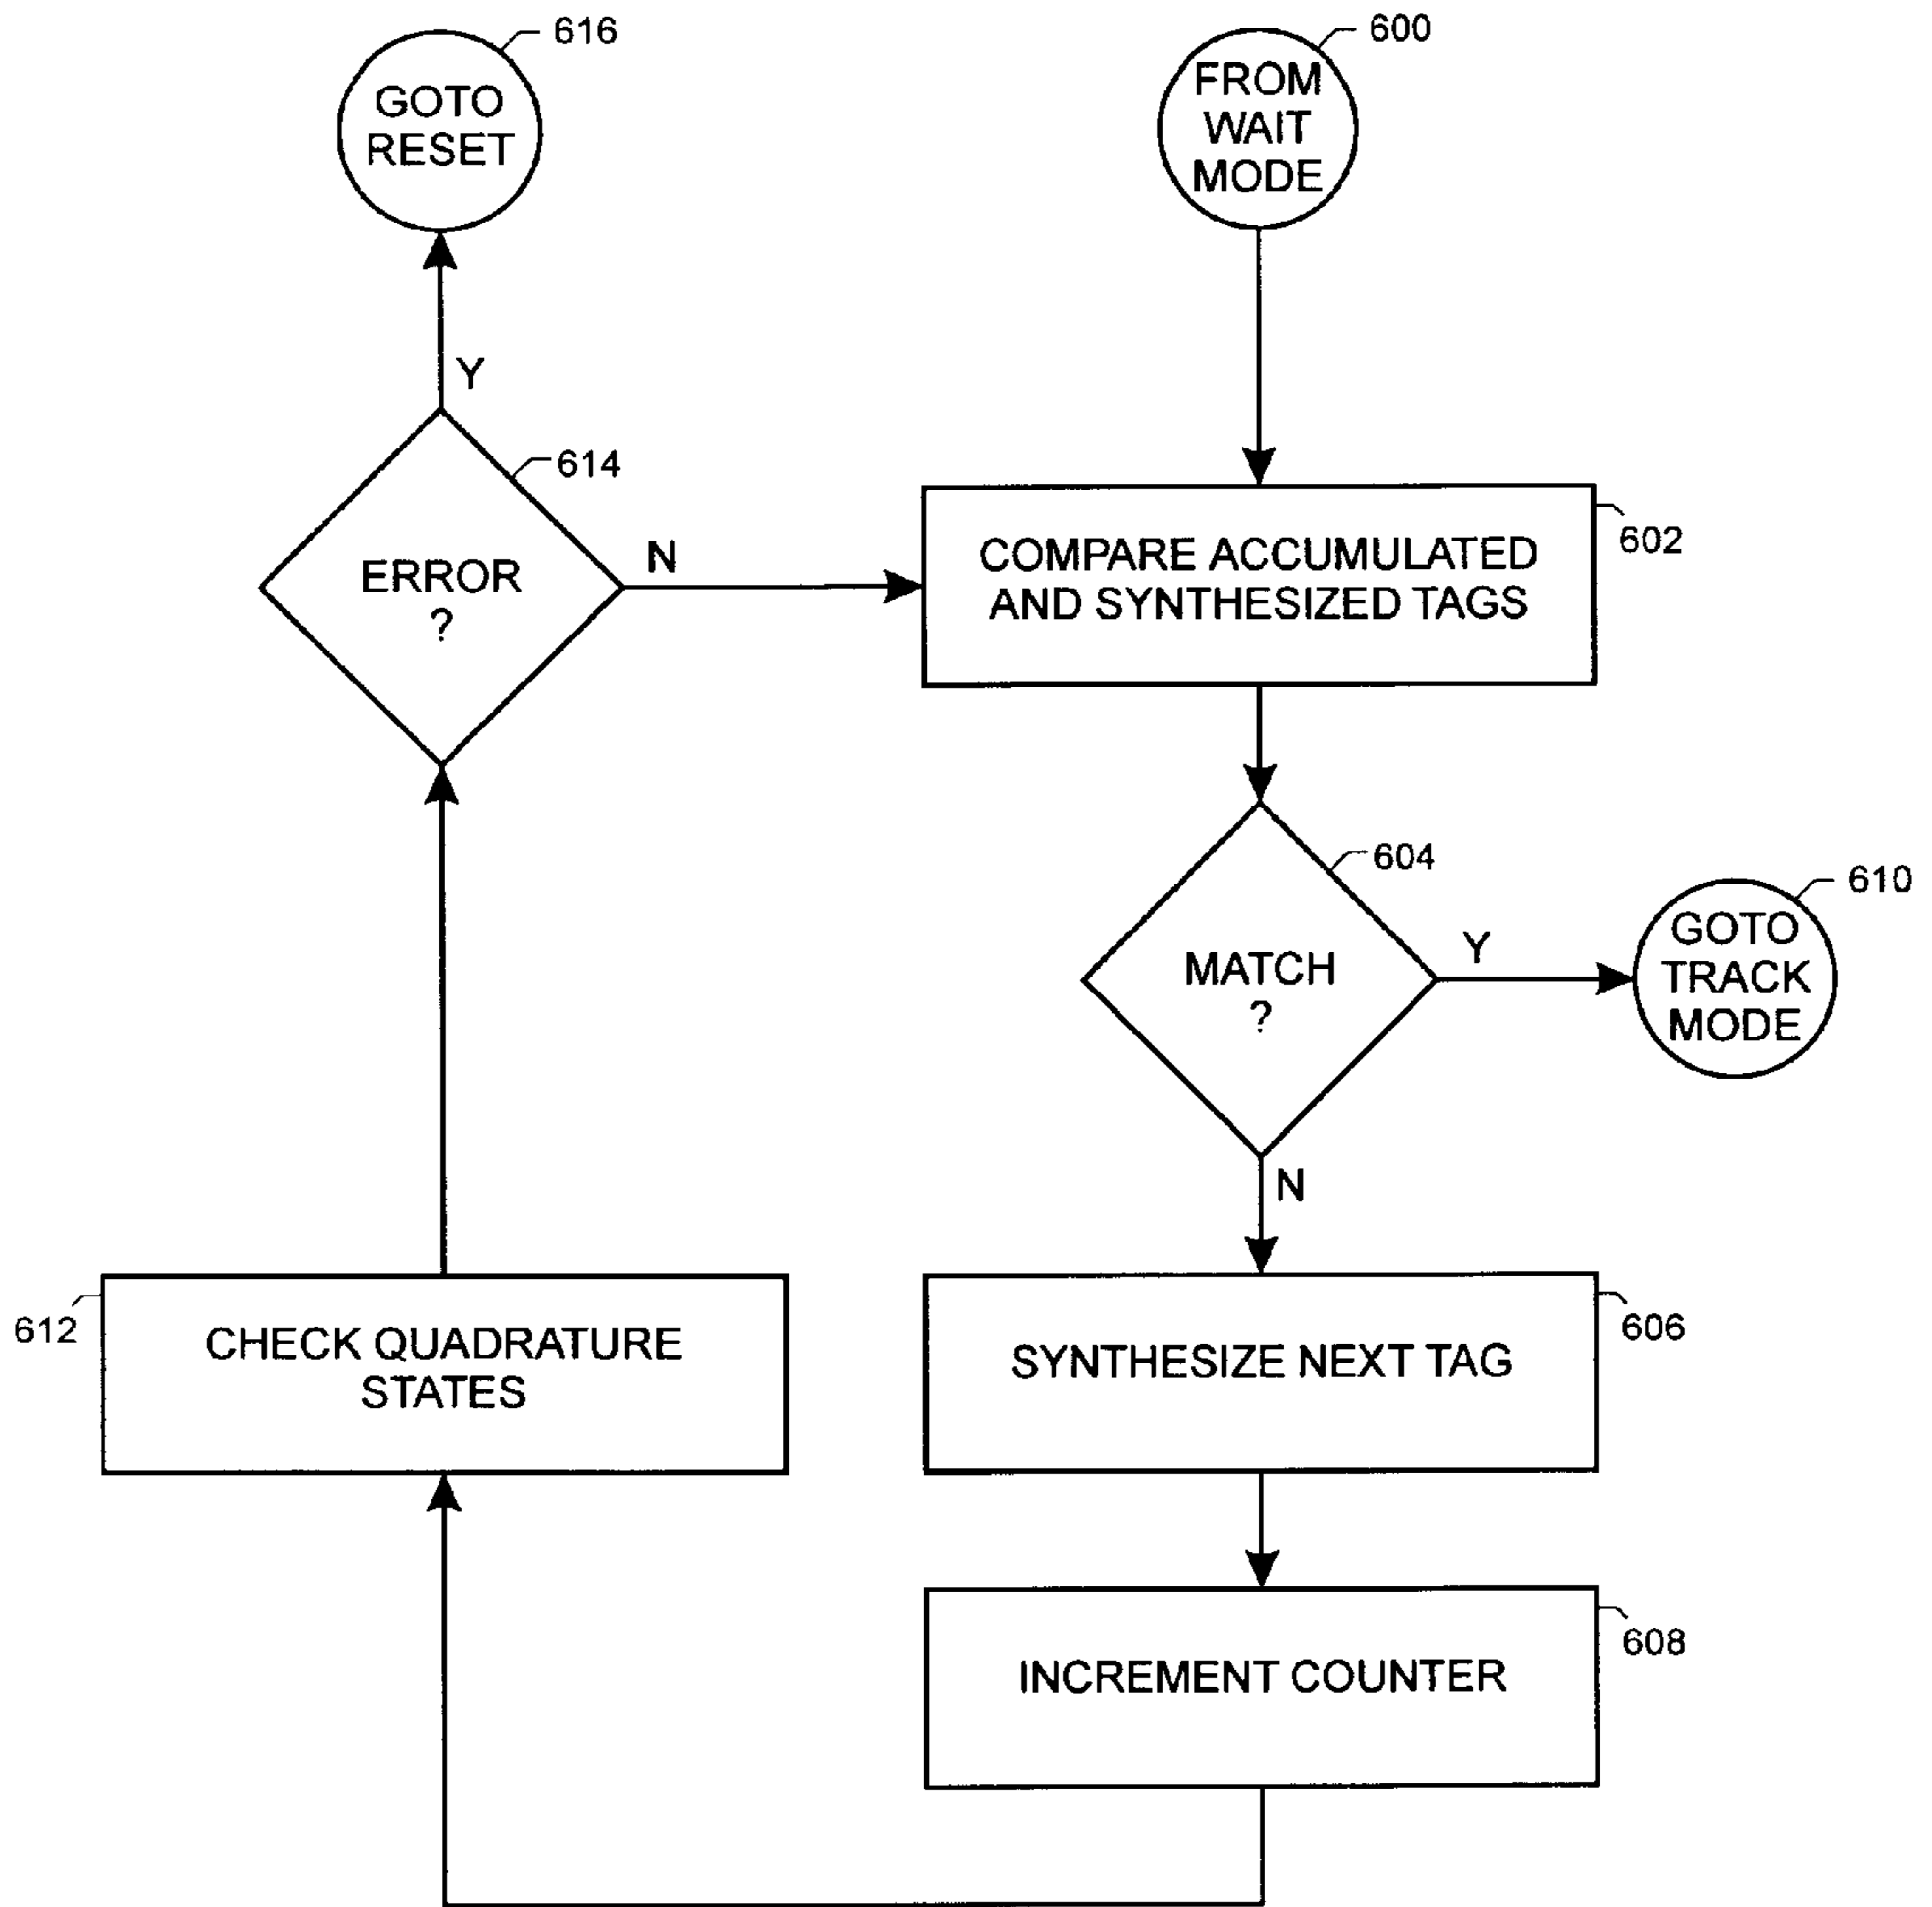 616
GOTO
RESET
600
FROM
WAIT
MODE
Y
614
ERROR
?
N
602
COMPARE ACCUMULATED
AND SYNTHESIZED TAGS
604
MATCH
?
Y
610
GOTO
TRACK
MODE
N
612
CHECK QUADRATURE
STATES
606
SYNTHESIZE NEXT TAG
608
INCREMENT COUNTER